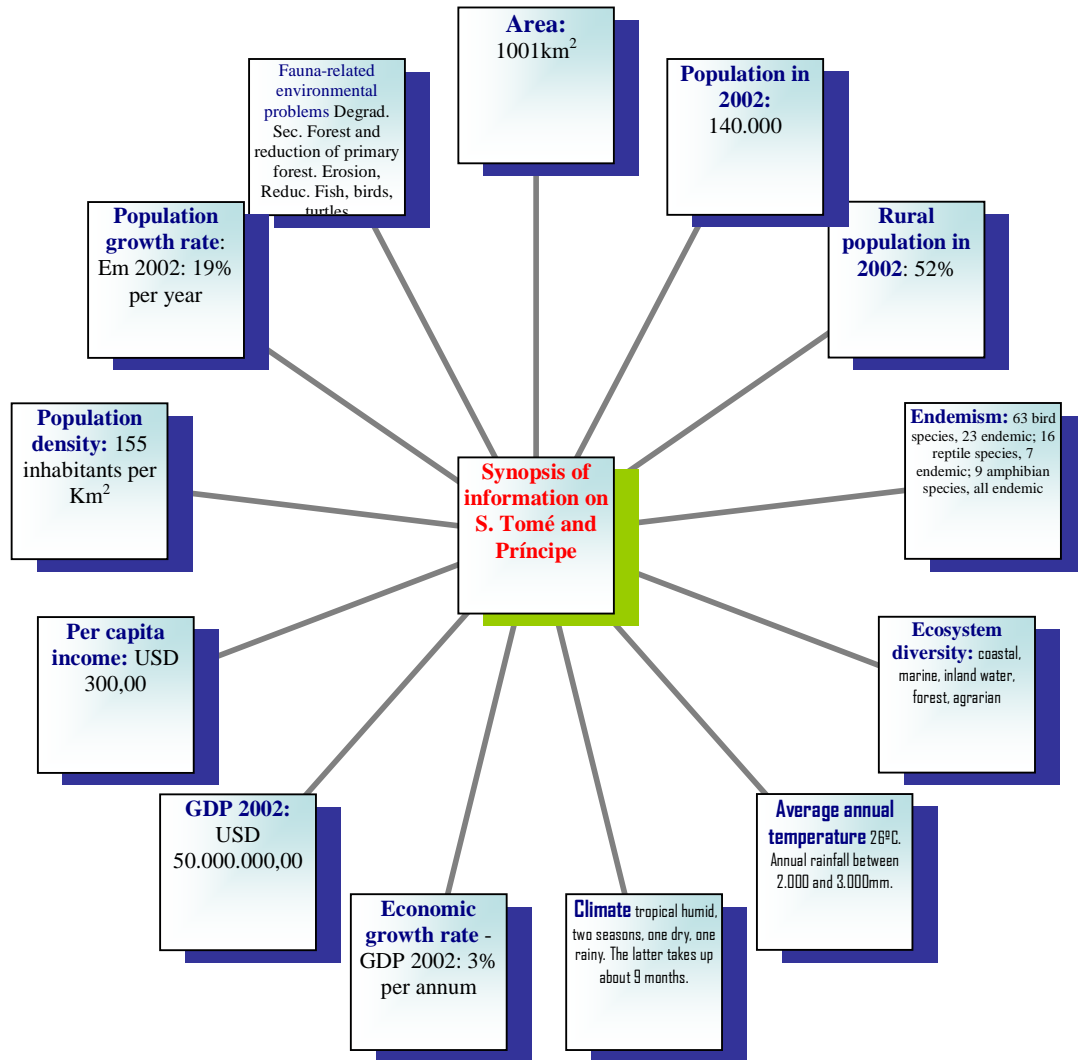 Area:
1001km²
Population in
2002:
140.000
Rural
population in
2002: 52%
Endemism: 63 bird
species, 23 endemic; 16
reptile species, 7
endemic; 9 amphibian
species, all endemic
Ecosystem
diversity: coastal,
marine, inland water,
forest, agrarian
Average annual
temperature 26ºC.
Annual rainfall between
2.000 and 3.000mm.
Climate tropical humid,
two seasons, one dry, one
rainy. The latter takes up
about 9 months.
Economic
growth rate -
GDP 2002: 3%
per annum
GDP 2002:
USD
50.000.000,00
Per capita
income: USD
300,00
Population
density: 155
inhabitants per
Km²
Population
growth rate:
Em 2002: 19%
per year
Fauna-related
environmental
problems Degrad.
Sec. Forest and
reduction of primary
forest. Erosion,
Reduc. Fish, birds,
turtles
Synopsis of
information on
S. Tomé and
Príncipe